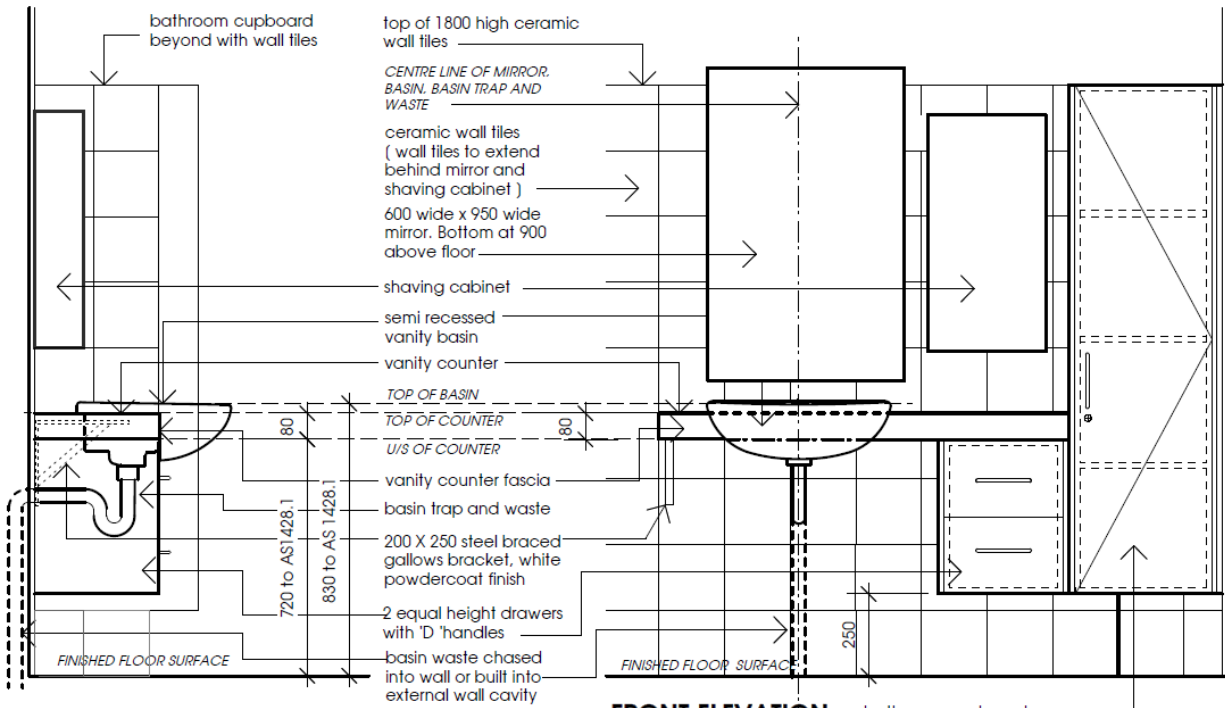 bathroom cupboard
beyond with wall tiles
top of 1800 high ceramic
wall tiles
CENTRE LINE OF MIRROR,
BASIN, BASIN TRAP AND
WASTE
ceramic wall tiles
( wall tiles to extend
behind mirror and
shaving cabinet )
600 wide x 950 wide
mirror. Bottom at 900
above floor
shaving cabinet
semi recessed
vanity basin
vanity counter
TOP OF BASIN
TOP OF COUNTER
U/S OF COUNTER
80
80
vanity counter fascia
basin trap and waste
200 X 250 steel braced
gallows bracket, white
powdercoat finish
720 to AS1428.1
830 to AS 1428.1
2 equal height drawers
with 'D 'handles
250
basin waste chased
into wall or built into
external wall cavity
FINISHED FLOOR SURFACE
FINISHED FLOOR SURFACE
FRONT ELEVATION